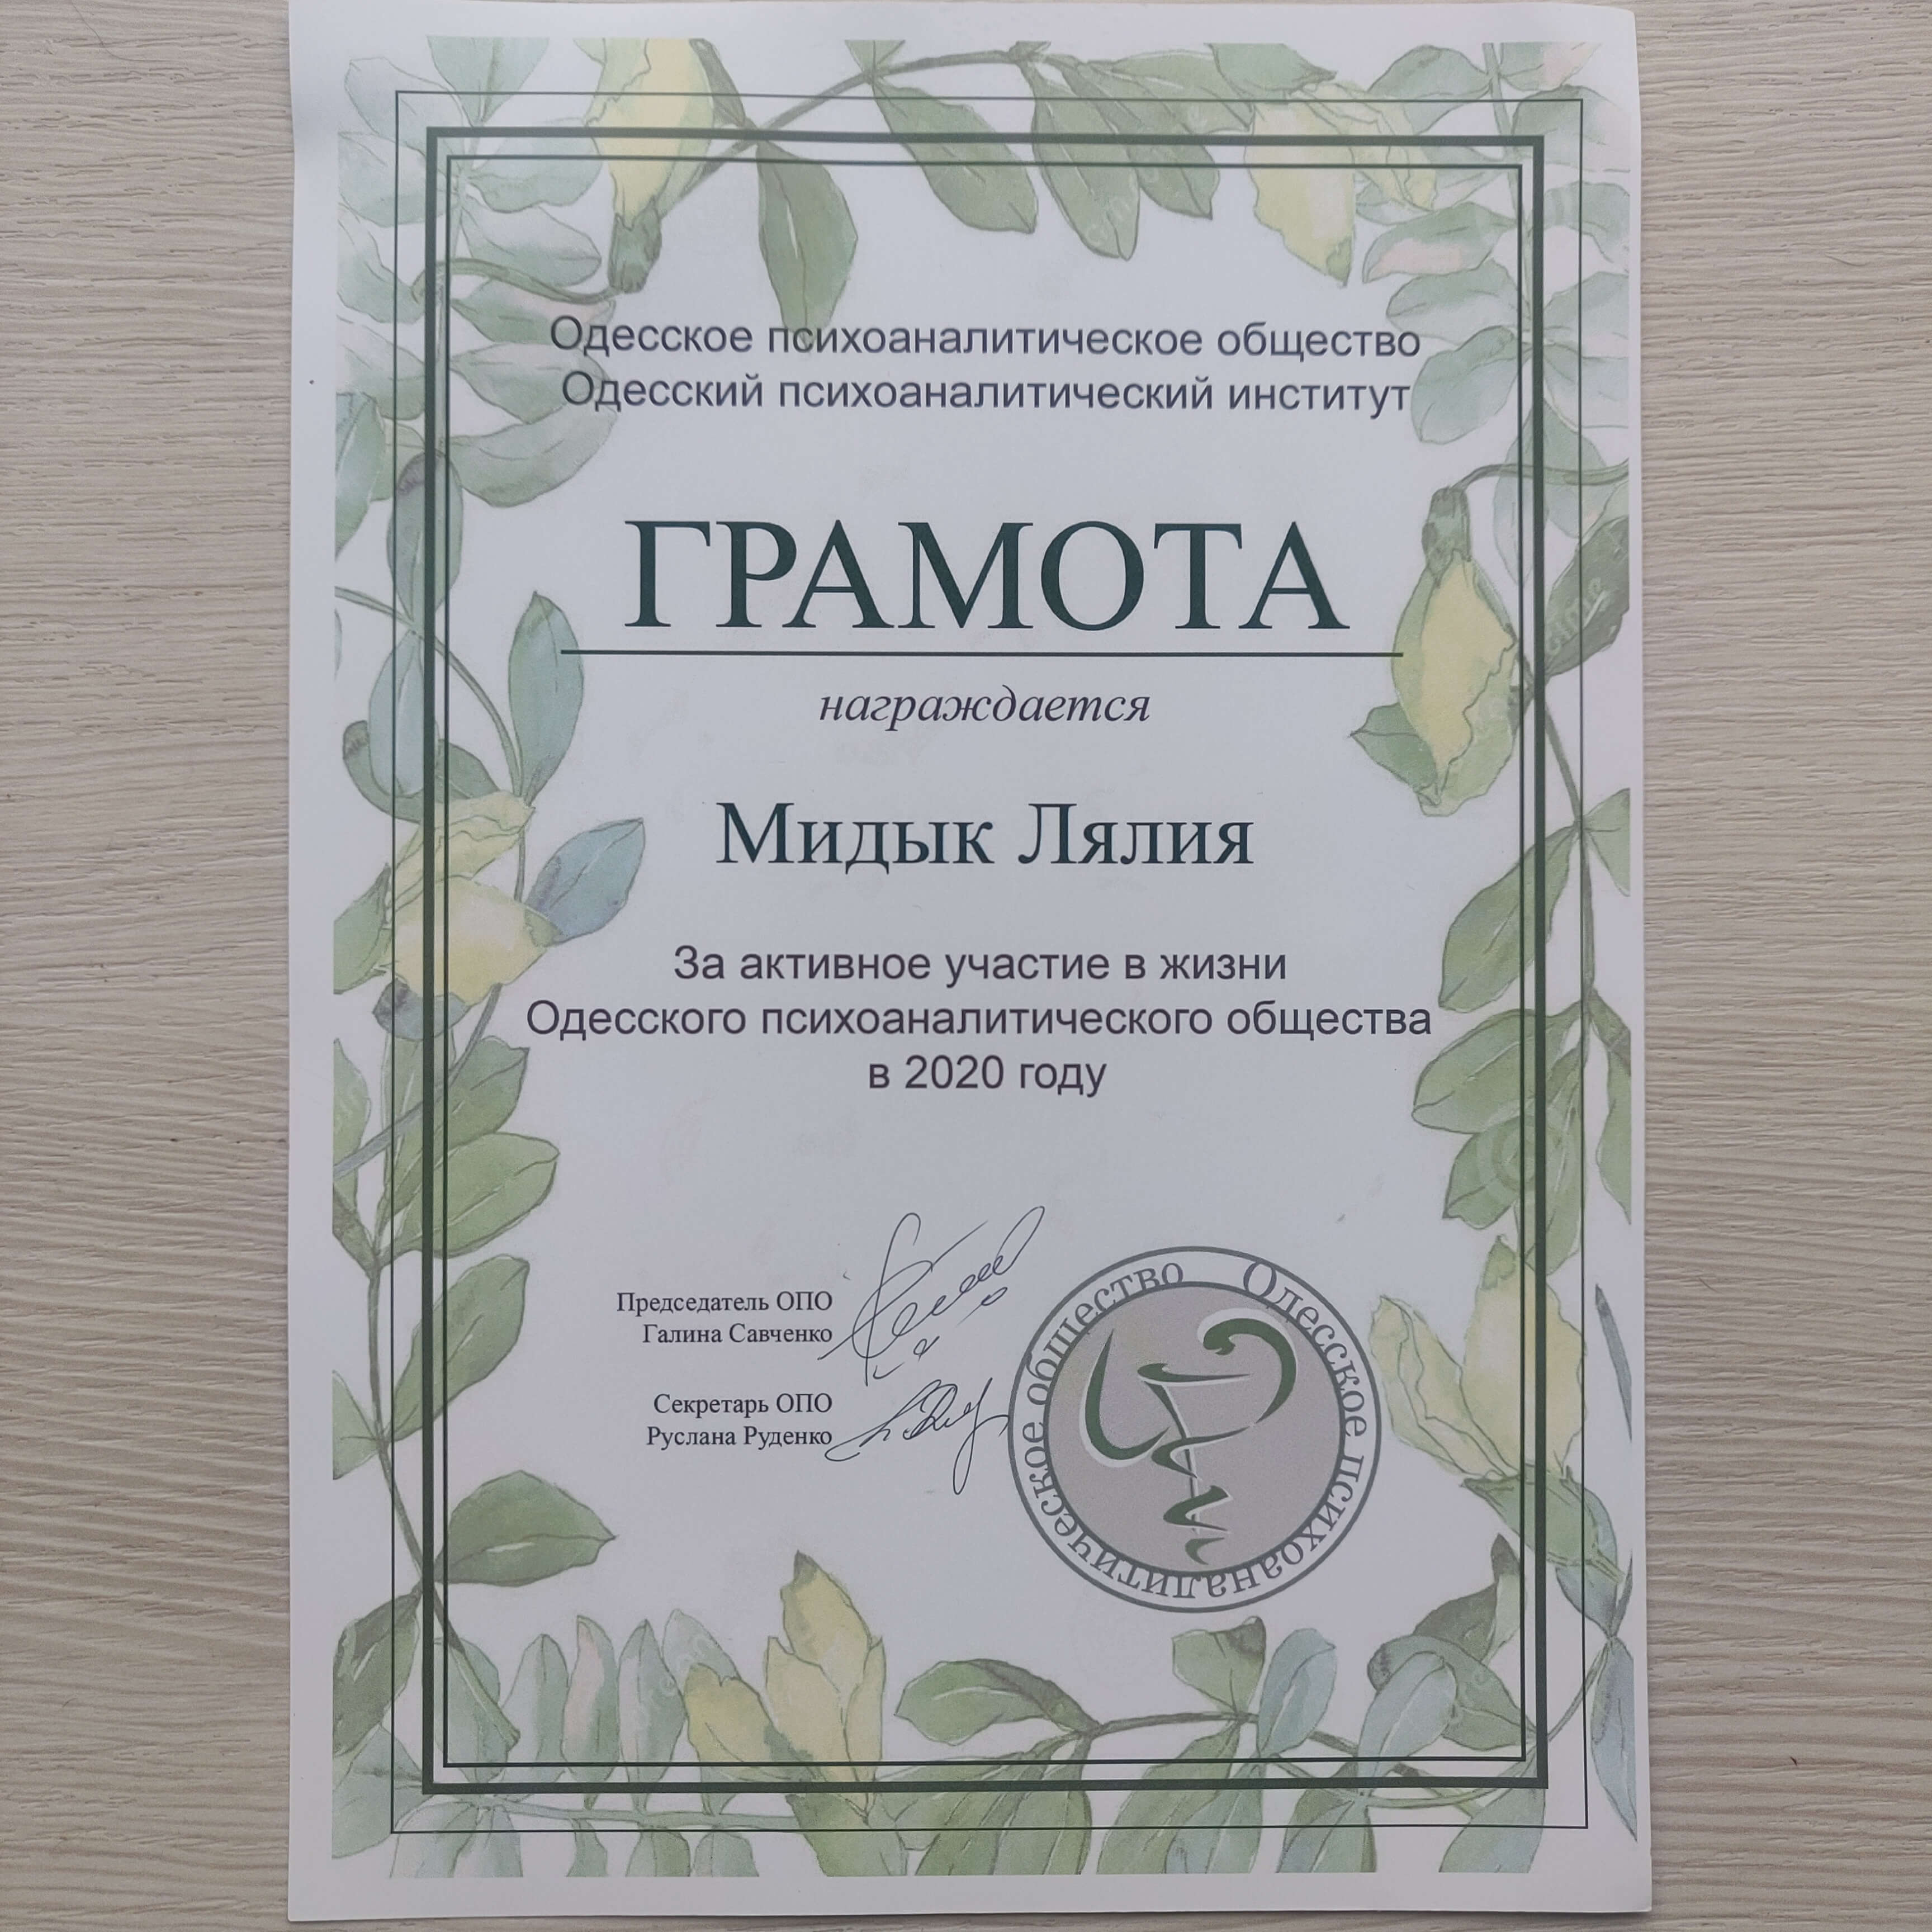 Одесское психоаналитическое общество
Одесский психоаналитический институт
ГРАМОТА
награждается
Мидык Лялия
За активное участие в жизни
Одесского психоаналитического общества
в 2020 году
Председатель ОПО
Галина Савченко
Секретарь ОПО
Руслана Руденко
Одесское психоаналитическое общество